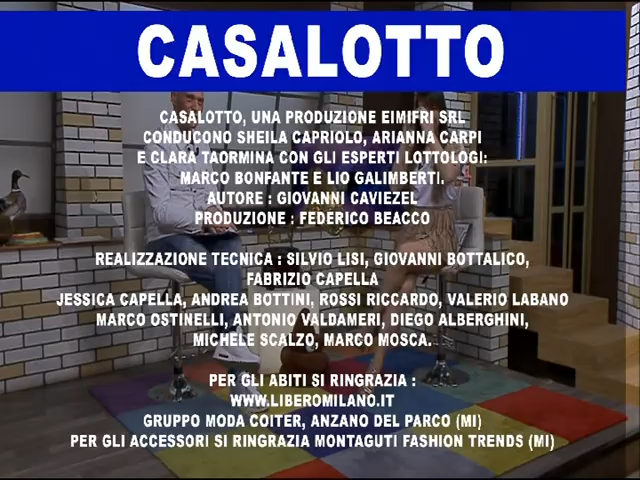 CASALOTTO
CASALOTTO, UNA PRODUZIONE EIMIFRI SRL
CONDUCONO SHEILA CAPRIOLO, ARIANNA CARPI
E CLARA TAORMINA CON GLI ESPERTI LOTTOLOGI:
MARCO BONFANTE E LIO GALIMBERTI.
AUTORE : GIOVANNI CAVIEZEL
PRODUZIONE : FEDERICO BEACCO
REALIZZAZIONE TECNICA : SILVIO LISI, GIOVANNI BOTTALICO,
FABRIZIO CAPELLA
JESSICA CAPELLA, ANDREA BOTTINI, ROSSI RICCARDO, VALERIO LABANO
MARCO OSTINELLI, ANTONIO VALDAMERI, DIEGO ALBERGHINI,
MICHELE SCALZO, MARCO MOSCA.
PER GLI ABITI SI RINGRAZIA :
WWW.LIBEROMILANO.IT
GRUPPO MODA COITER, ANZANO DEL PARCO (MI)
PER GLI ACCESSORI SI RINGRAZIA MONTAGUTI FASHION TRENDS (MI)